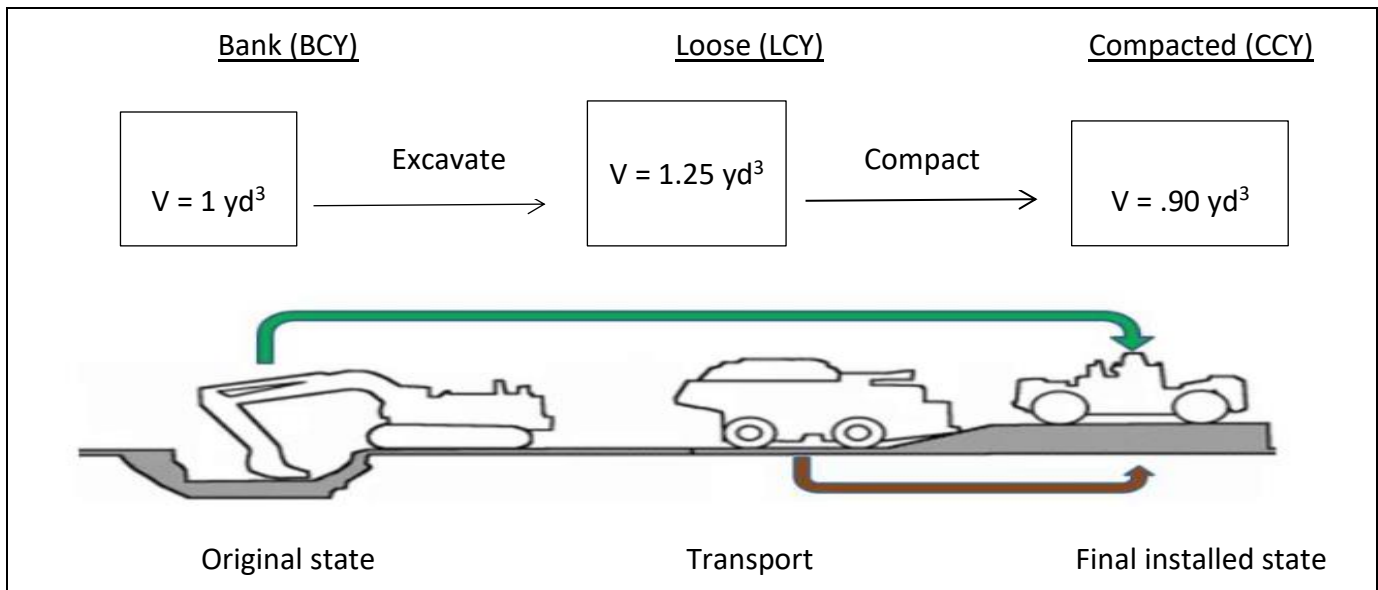 Bank (BCY) Loose (LCY) Compacted (CCY)
Excavate Compact
V = 1 yd³ V = 1.25 yd³ V = .90 yd³
Original state Transport Final installed state